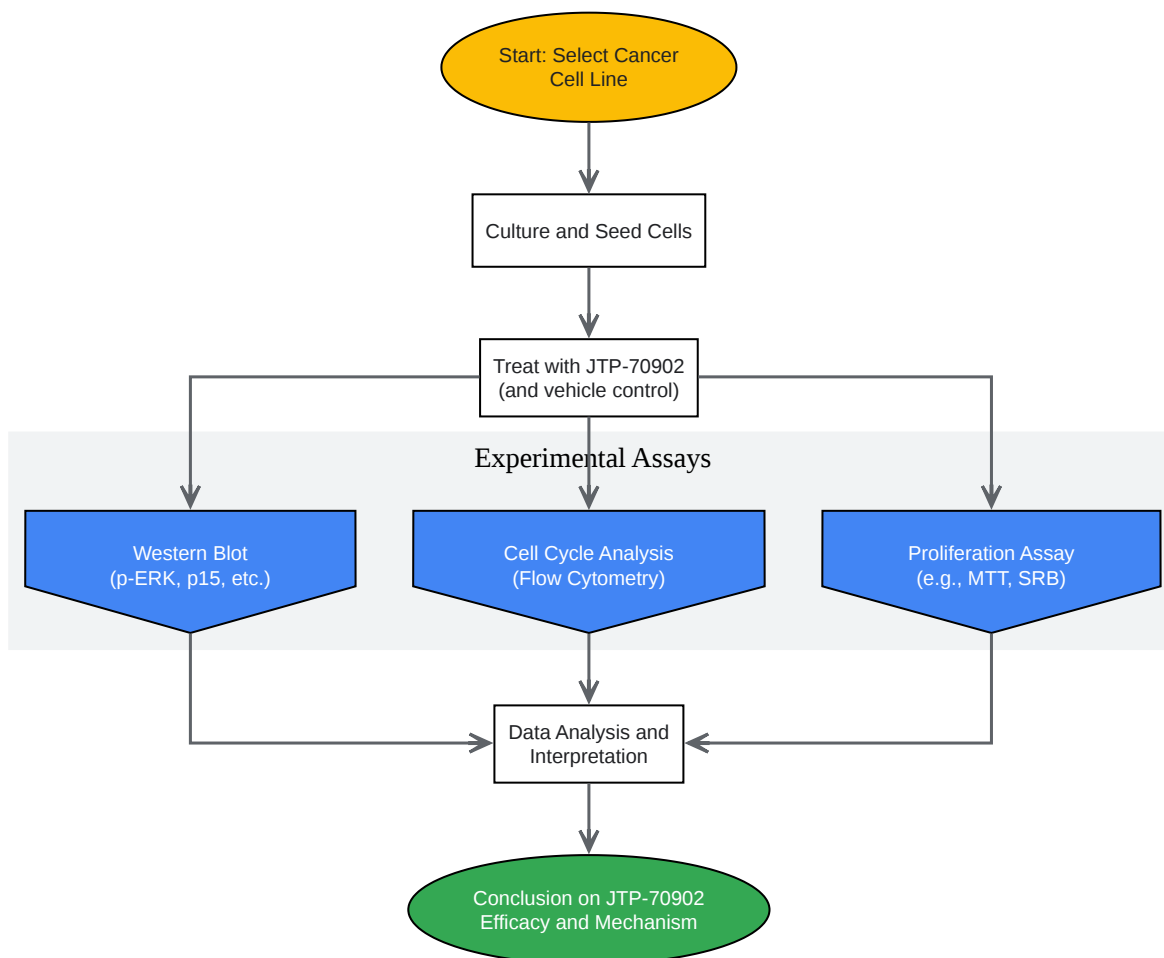 Start: Select Cancer
Cell Line
Culture and Seed Cells
Treat with JTP-70902
(and vehicle control)
Experimental Assays
Western Blot
(p-ERK, p15, etc.)
Cell Cycle Analysis
(Flow Cytometry)
Proliferation Assay
(e.g., MTT, SRB)
Data Analysis and
Interpretation
Conclusion on JTP-70902
Efficacy and Mechanism